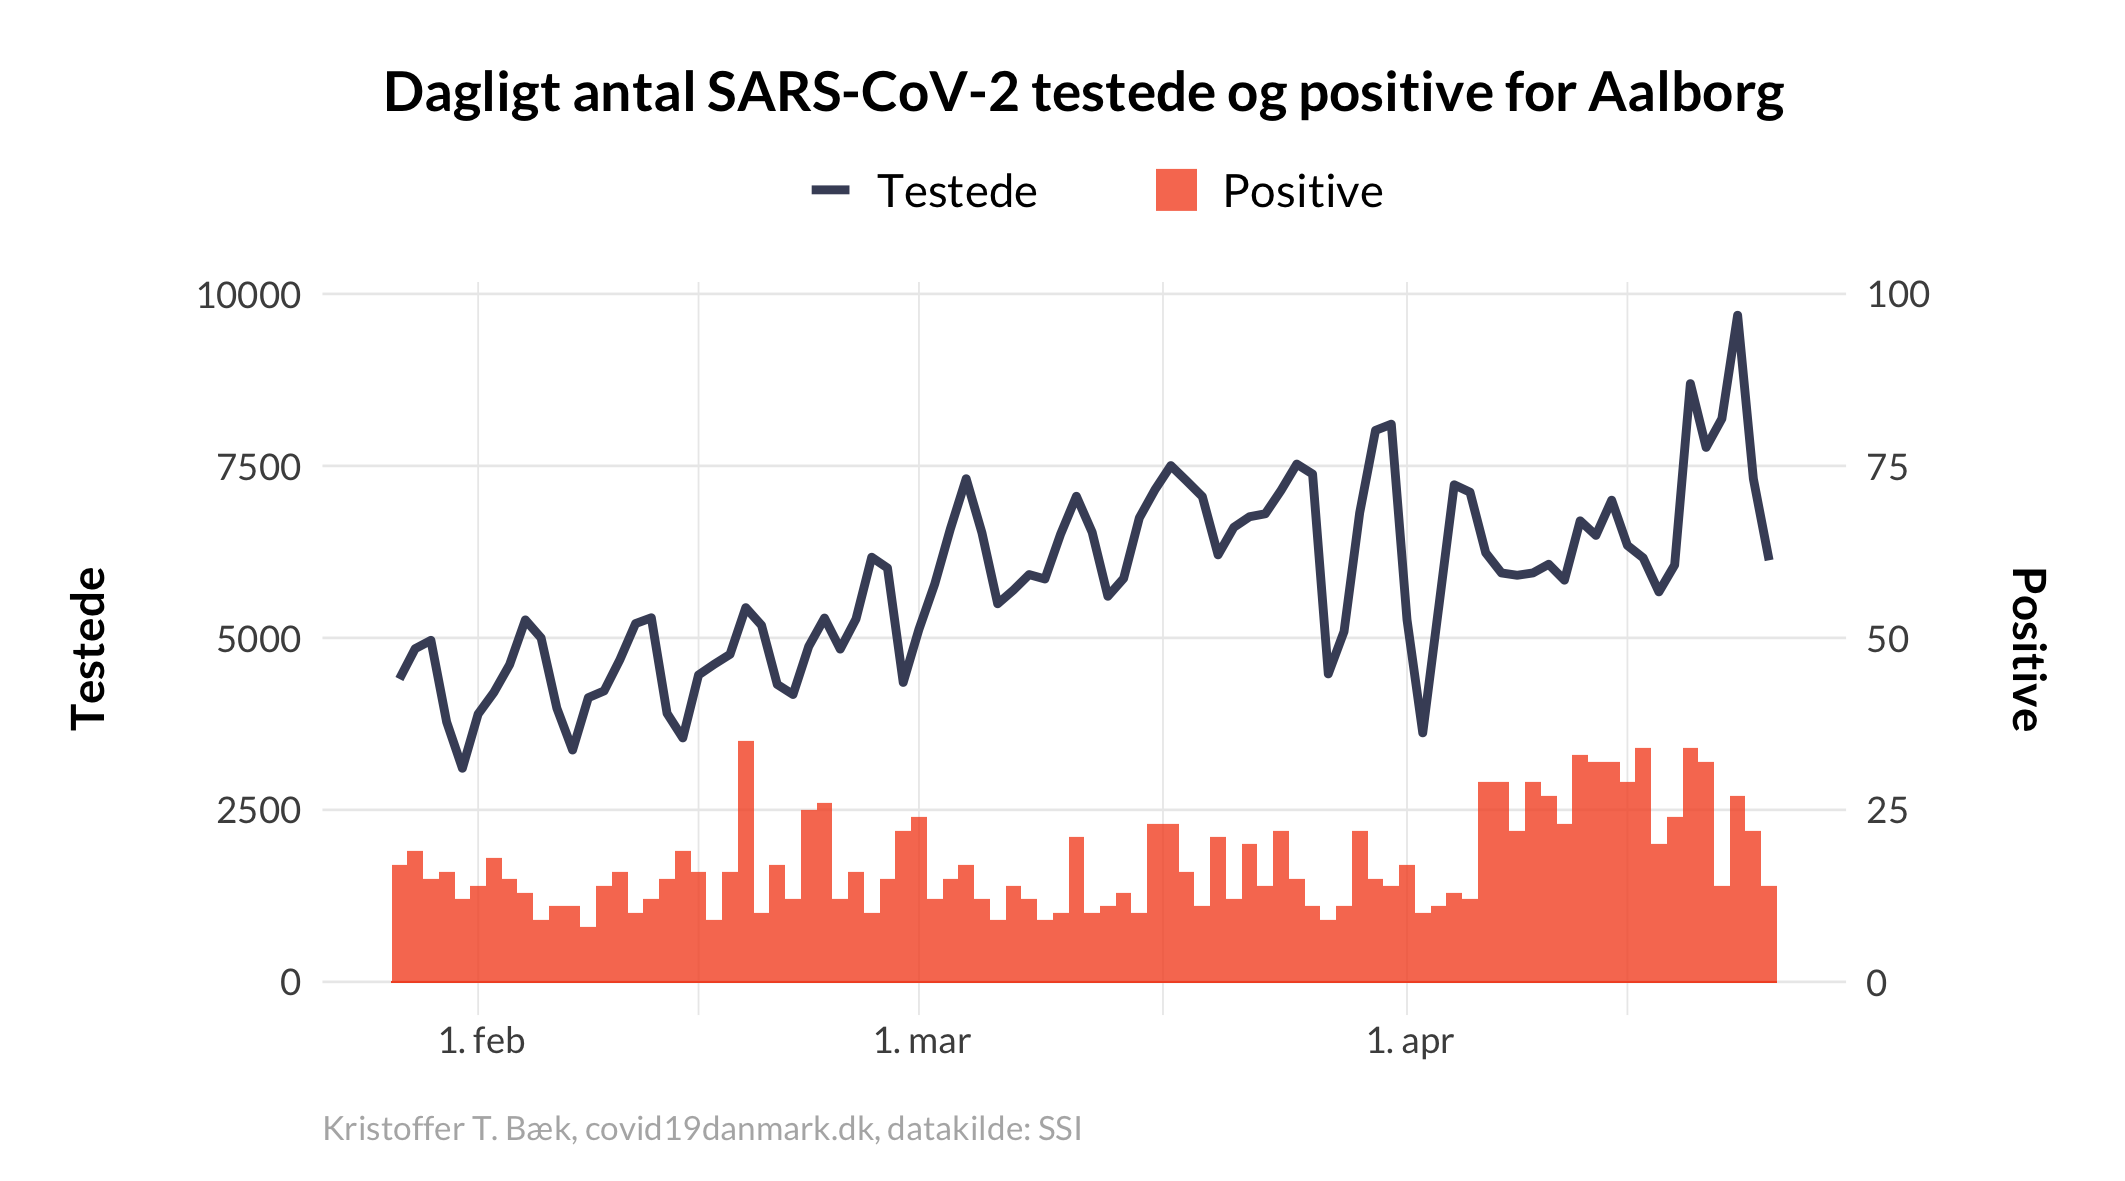 Dagligt antal SARS-CoV-2 testede og positive for Aalborg
Testede
Positive
10000
7500
5000
2500
0
Testede
100
75
50
25
0
Positive
1. feb
1. mar
1. apr
Kristoffer T. Bæk, covid19danmark.dk, datakilde: SSI